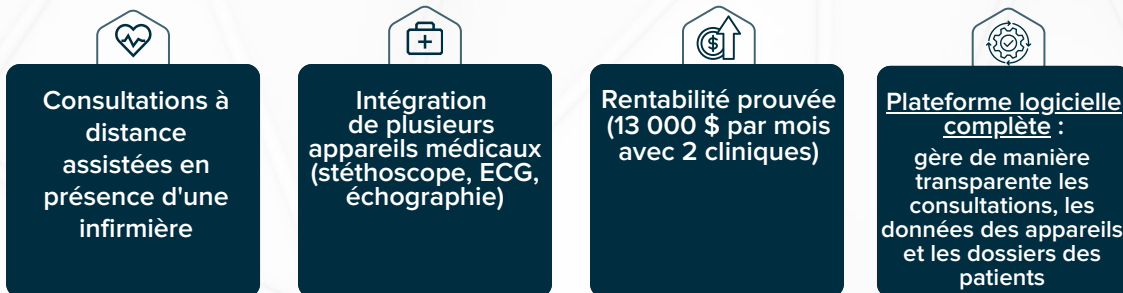 Consultations à
distance
assistées en
présence d'une
infirmière
Intégration
de plusieurs
appareils médicaux
(stéthoscope, ECG,
échographie)
Rentabilité prouvée
(13 000 $ par mois
avec 2 cliniques)
Plateforme logicielle
complète :
gère de manière
transparente les
consultations, les
données des appareils
et les dossiers des
patients